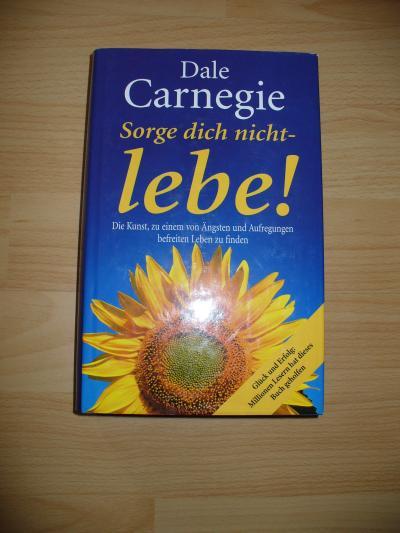 Dale
Carnegie
Sorge dich nicht-
lebe!
Die Kunst, zu einem von Ängsten und Aufregungen
befreiten Leben zu finden
Glück und Erfolg:
Millionen Lesern hat dieses
Buch geholfen